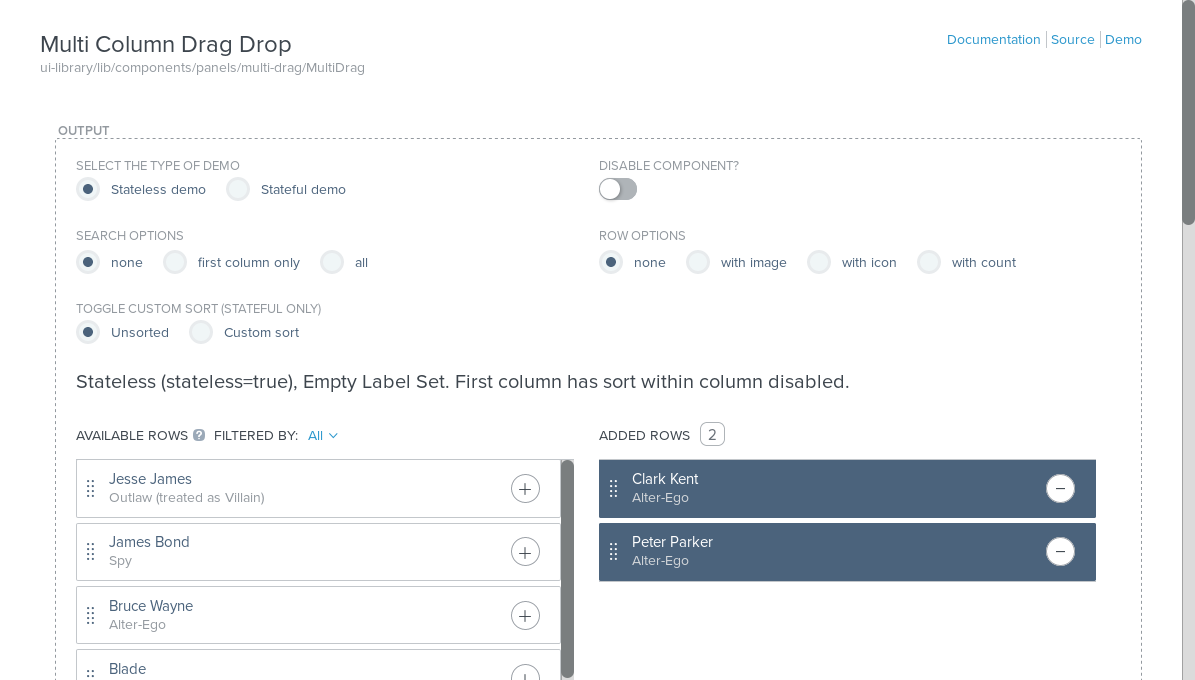 Multi Column Drag Drop
ui-library/lib/components/panels/multi-drag/MultiDrag
Documentation Source Demo
OUTPUT
SELECT THE TYPE OF DEMO
Stateless demo Stateful demo
DISABLE COMPONENT?
SEARCH OPTIONS
none first column only all
ROW OPTIONS
none with image with icon with count
TOGGLE CUSTOM SORT (STATEFUL ONLY)
Unsorted Custom sort
Stateless (stateless=true), Empty Label Set. First column has sort within column disabled.
AVAILABLE ROWS ? FILTERED BY: All
Jesse James
Outlaw (treated as Villain)
James Bond
Spy
Bruce Wayne
Alter-Ego
Blade
ADDED ROWS 2
Clark Kent
Alter-Ego
Peter Parker
Alter-Ego